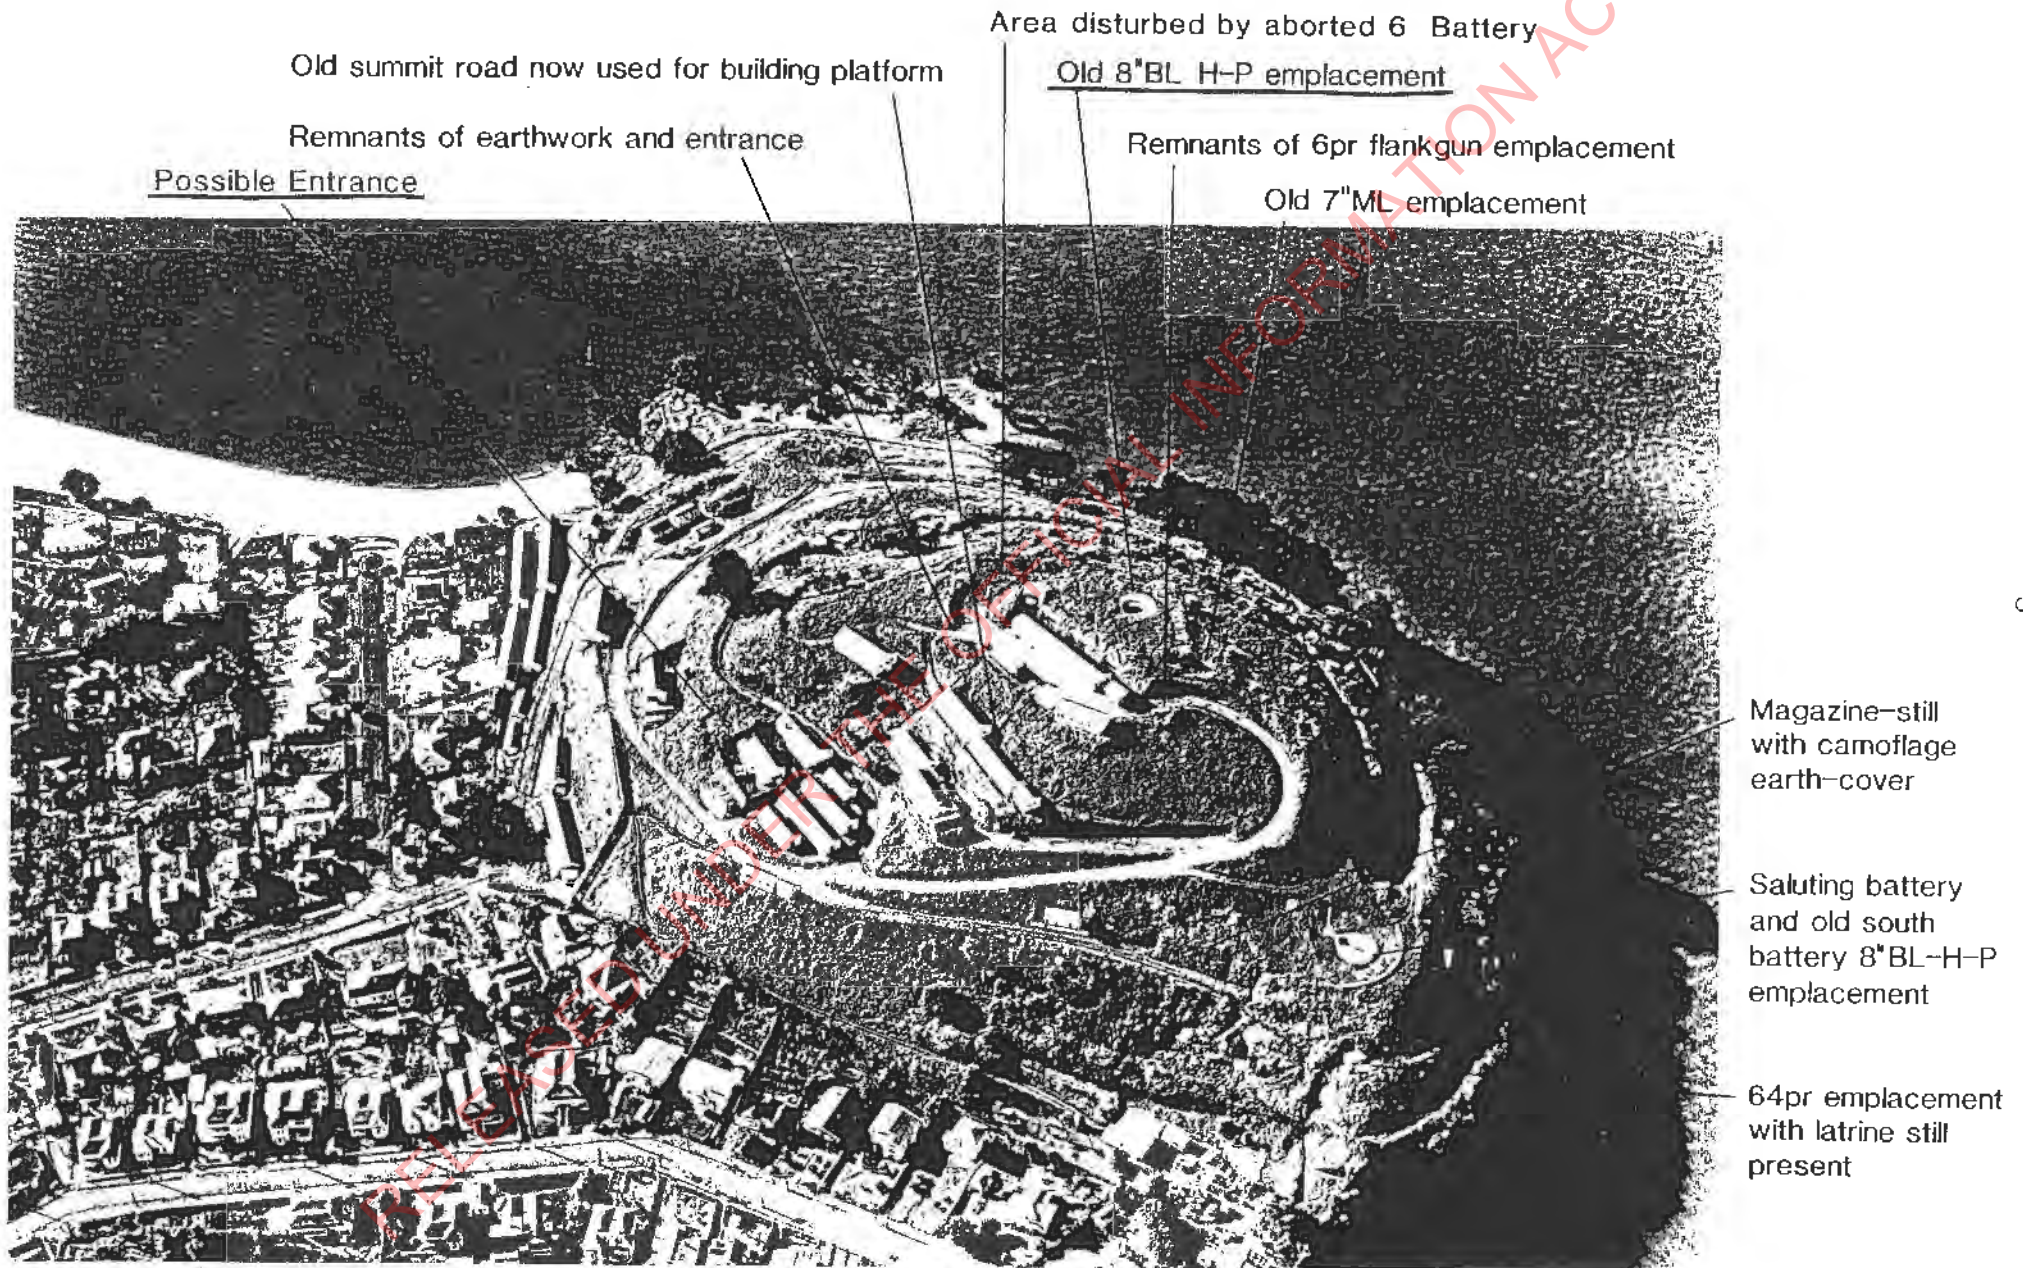 Area disturbed by aborted 6 Battery
Old summit road now used for building platform
Old 8"BL H-P emplacement
Remnants of earthwork and entrance
Remnants of 6pr flankgun emplacement
Possible Entrance
Old 7"ML emplacement
Magazine-still
with camoflage
earth-cover
Saluting battery
and old south
battery 8"BL-H-P
emplacement
64pr emplacement
with latrine still
present
RELEASED UNDER THE OFFICIAL INFORMATION AC